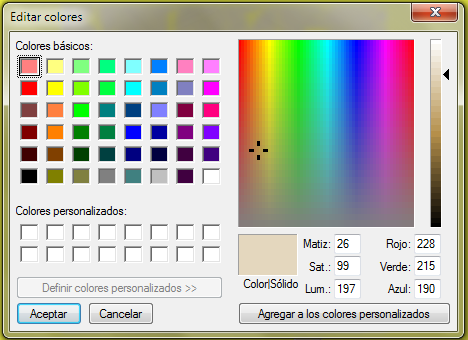 Editar colores
Colores básicos:
Colores personalizados:
Definir colores personalizados >>
Aceptar Cancelar
Color|Sólido
Matiz: 26 Rojo: 228
Sat.: 99 Verde: 215
Lum.: 197 Azul: 190
Agregar a los colores personalizados